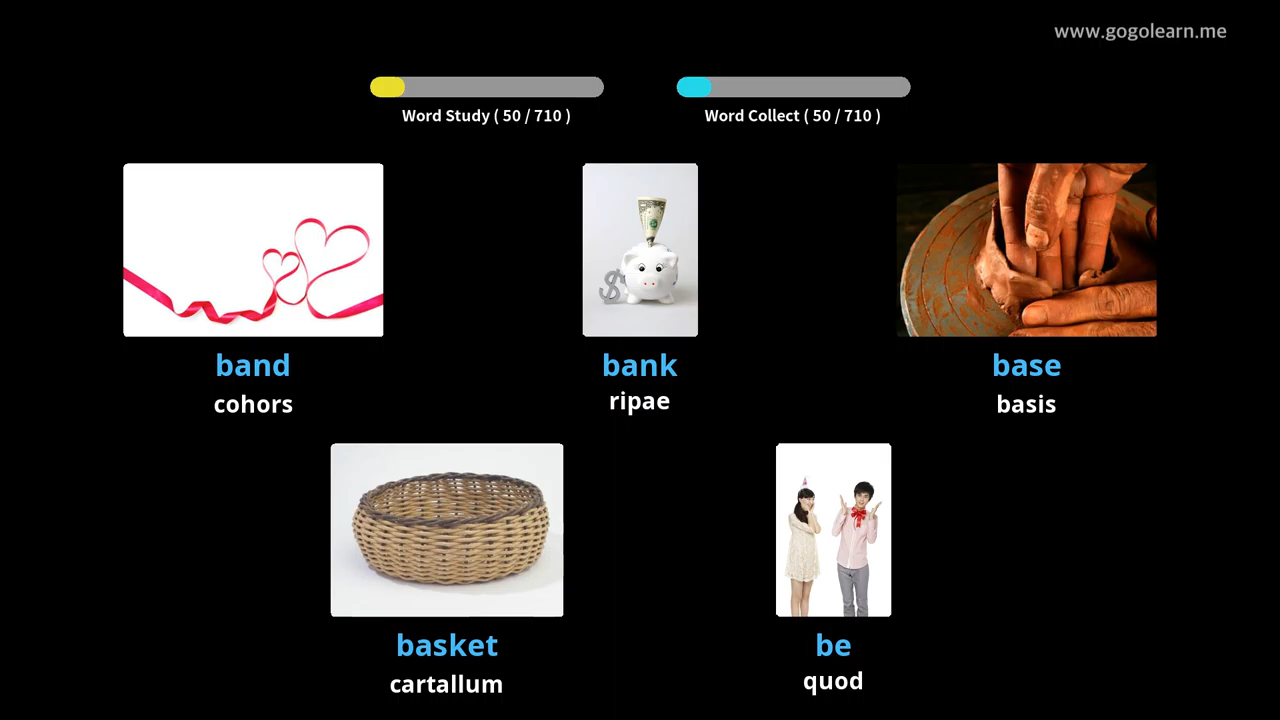 www.gogolearn.me
Word Study ( 50 / 710 )
Word Collect ( 50 / 710 )
band
cohors
bank
ripae
base
basis
basket
cartallum
be
quod